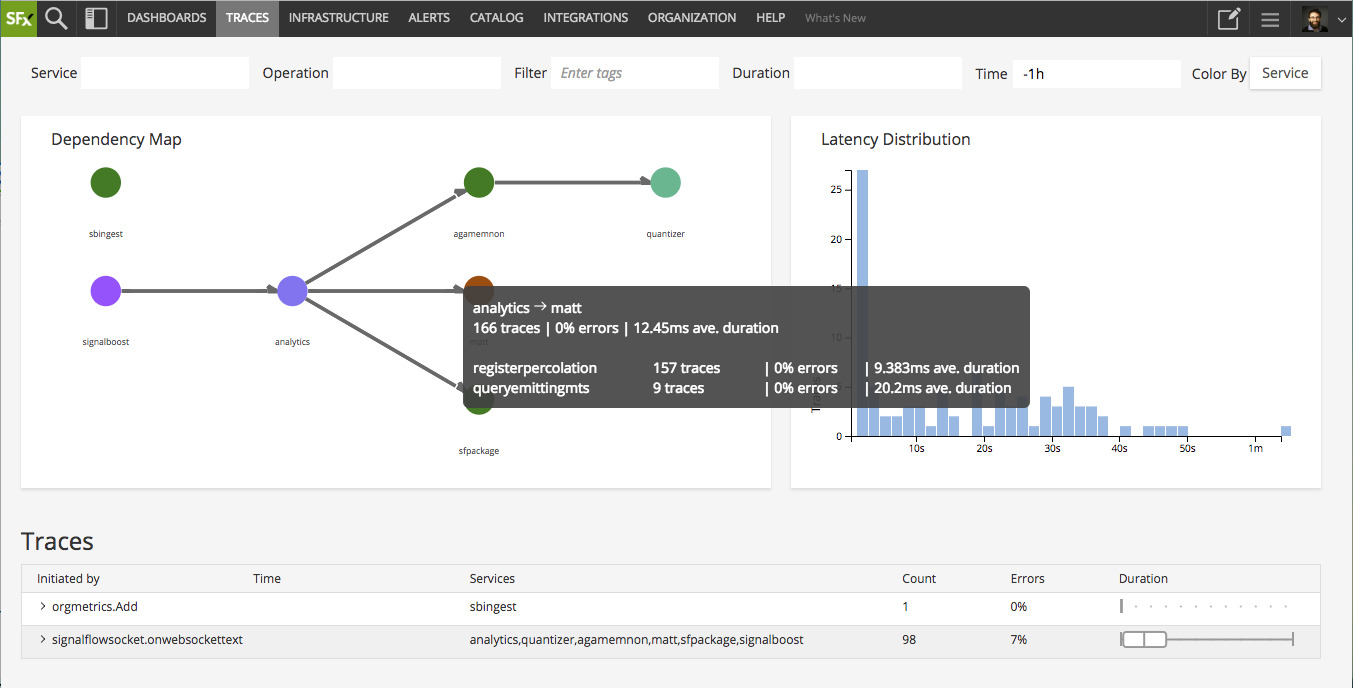 SFx DASHBOARDS TRACES INFRASTRUCTURE ALERTS CATALOG INTEGRATIONS ORGANIZATION HELP What's New
Service Operation Filter Enter tags Duration Time -1h Color By Service
Dependency Map
sbingest
agamemnon
quantizer
signalboost
analytics
matt
sfpackage
analytics → matt
166 traces | 0% errors | 12.45ms ave. duration
registerpercolation 157 traces | 0% errors | 9.383ms ave. duration
queryemittingmts 9 traces | 0% errors | 20.2ms ave. duration
Latency Distribution
25
20
15
10
5
0
10s 20s 30s 40s 50s 1m
Traces
Initiated by Time Services Count Errors Duration
orgmetrics.Add sbingest 1 0%
signalflowsocket.onwebsockettext analytics,quantizer,agamemnon,matt,sfpackage,signalboost 98 7%